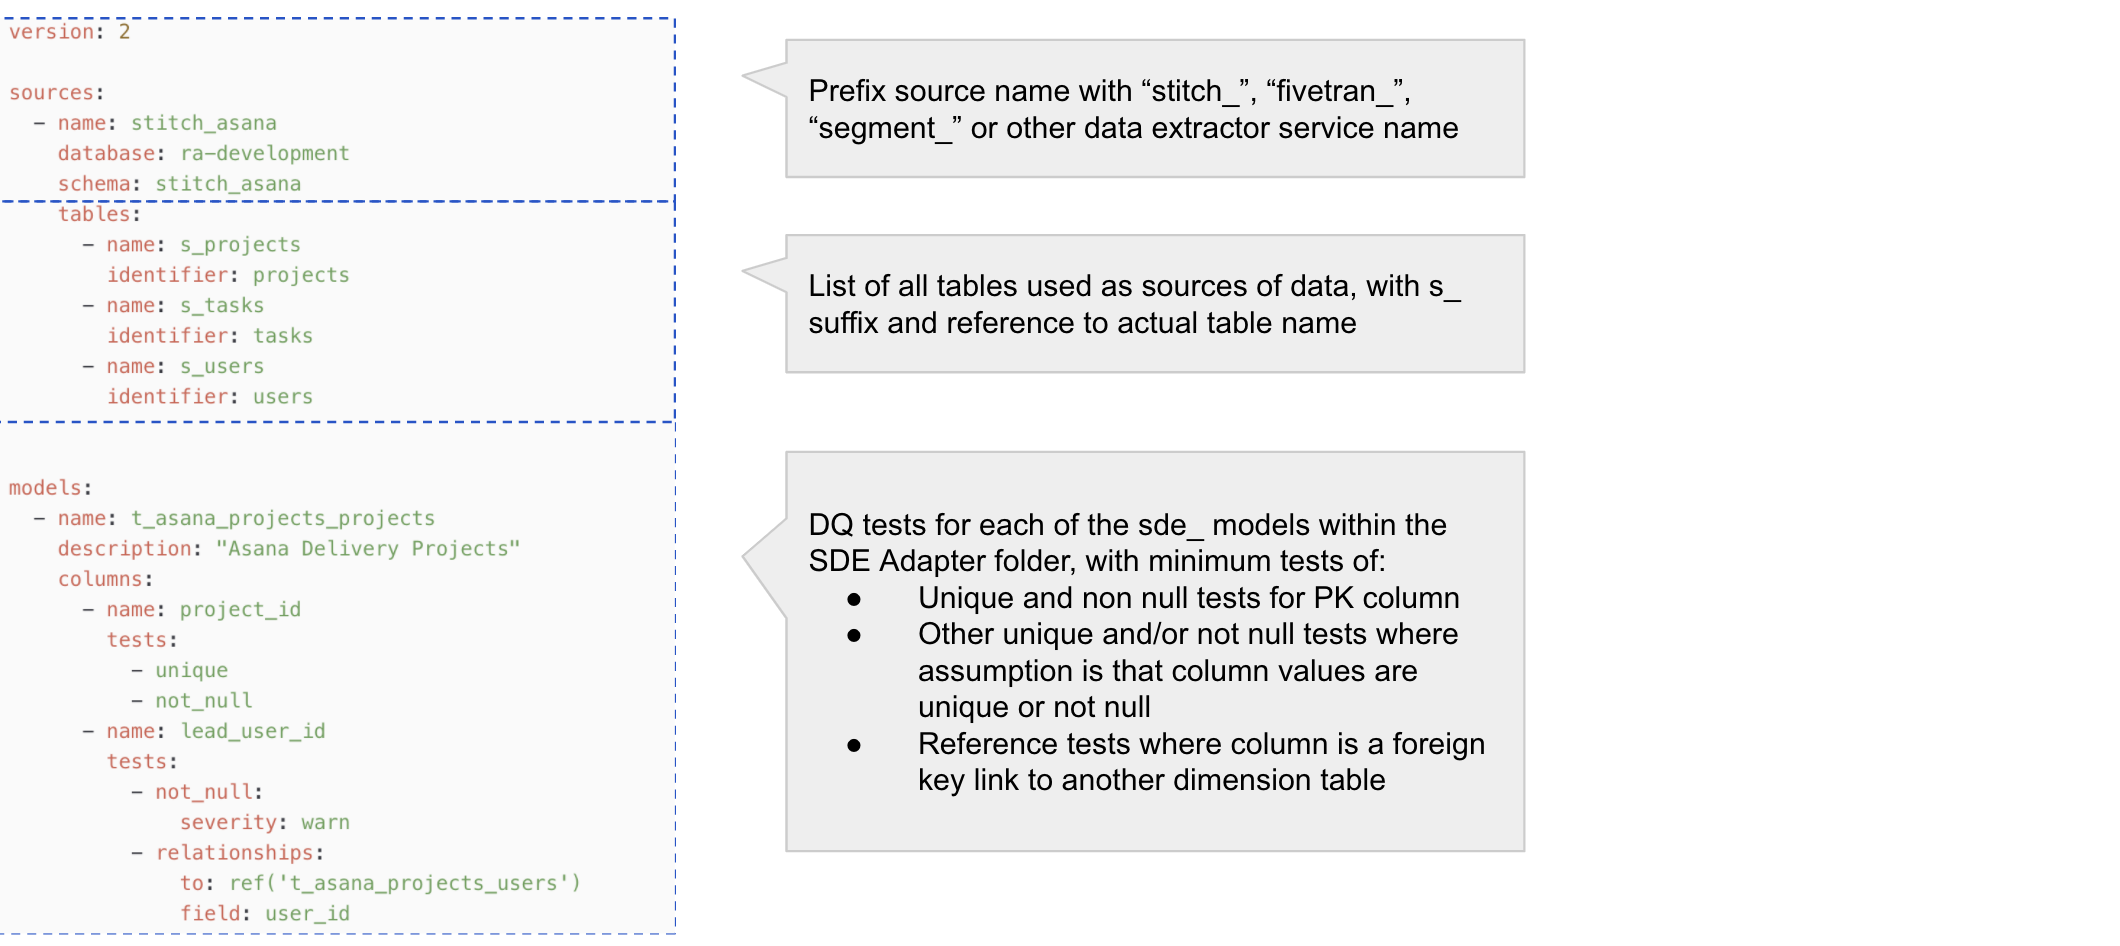 version: 2
sources:
  - name: stitch_asana
    database: ra-development
    schema: stitch_asana
    tables:
      - name: s_projects
        identifier: projects
      - name: s_tasks
        identifier: tasks
      - name: s_users
        identifier: users
models:
  - name: t_asana_projects_projects
    description: "Asana Delivery Projects"
    columns:
      - name: project_id
        tests:
          - unique
          - not_null
      - name: lead_user_id
        tests:
          - not_null:
              severity: warn
          - relationships:
              to: ref('t_asana_projects_users')
              field: user_id
Prefix source name with “stitch_”, “fivetran_”,
“segment_” or other data extractor service name
List of all tables used as sources of data, with s_
suffix and reference to actual table name
DQ tests for each of the sde_ models within the
SDE Adapter folder, with minimum tests of:
● Unique and non null tests for PK column
● Other unique and/or not null tests where
assumption is that column values are
unique or not null
● Reference tests where column is a foreign
key link to another dimension table